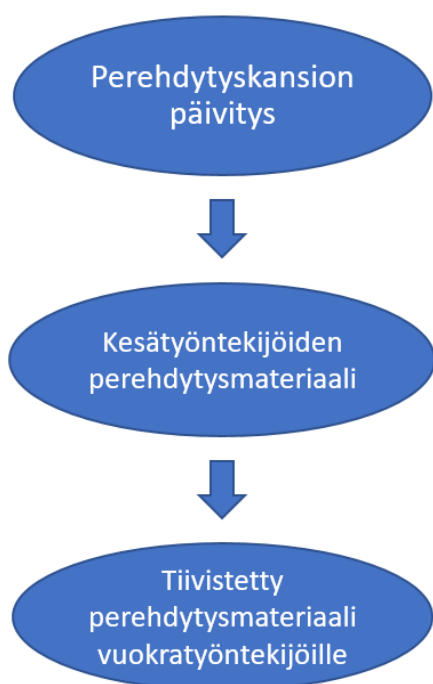 Perehdytyskansion
päivitys
Kesätyöntekijöiden
perehdytysmateriaali
Tiivistetty
perehdytysmateriaali
vuokratyöntekijöille